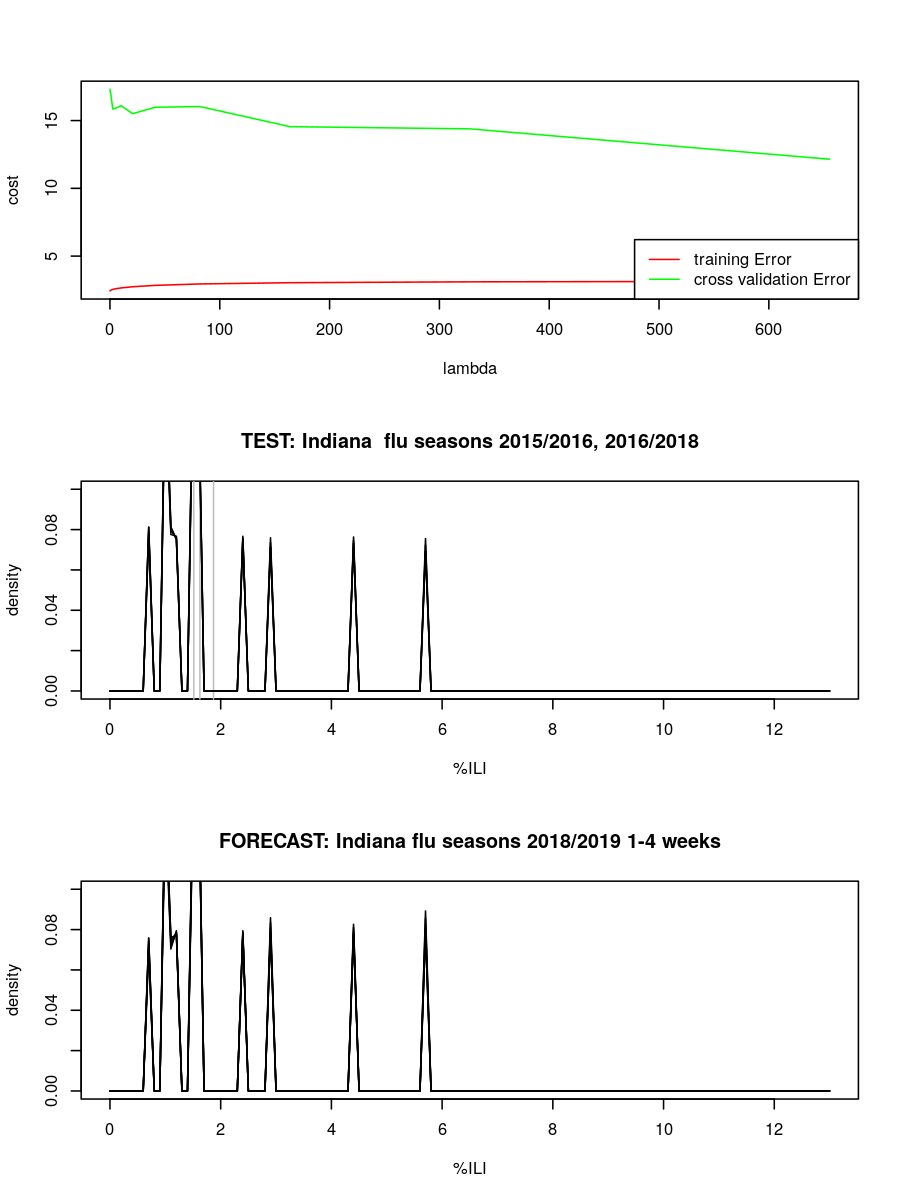 15
10
5
cost
training Error
cross validation Error
0 100 200 300 400 500 600
lambda
TEST: Indiana  flu seasons 2015/2016, 2016/2018
0.08
0.04
0.00
density
0 2 4 6 8 10 12
%ILI
FORECAST: Indiana flu seasons 2018/2019 1-4 weeks
0.08
0.04
0.00
density
0 2 4 6 8 10 12
%ILI